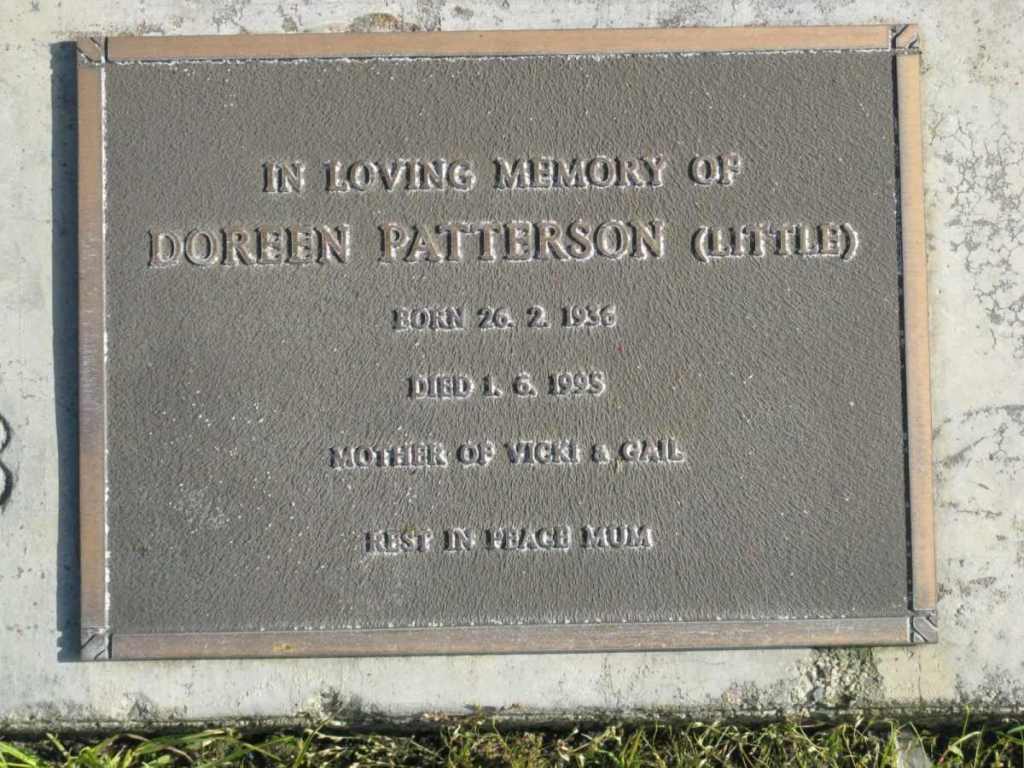 IN LOVING MEMORY OF
DOREEN PATTERSON (LITTLE)
BORN 26. 2. 1936
DIED 1. 6. 1995
MOTHER OF VICKI & GAIL
REST IN PEACE MUM